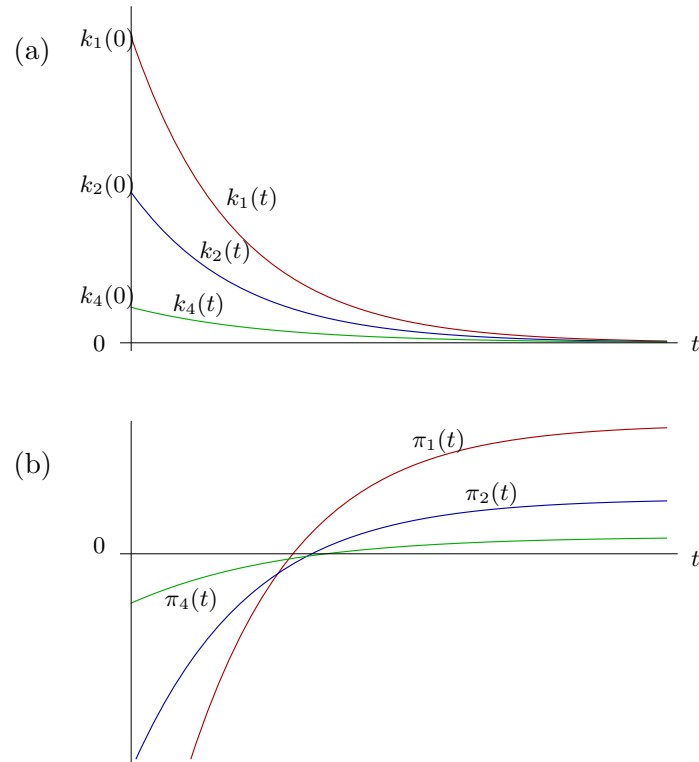 (a)
k₁(0)
k₂(0)
k₄(0)
0
k₁(t)
k₂(t)
k₄(t)
t
(b)
0
π₁(t)
π₂(t)
π₄(t)
t